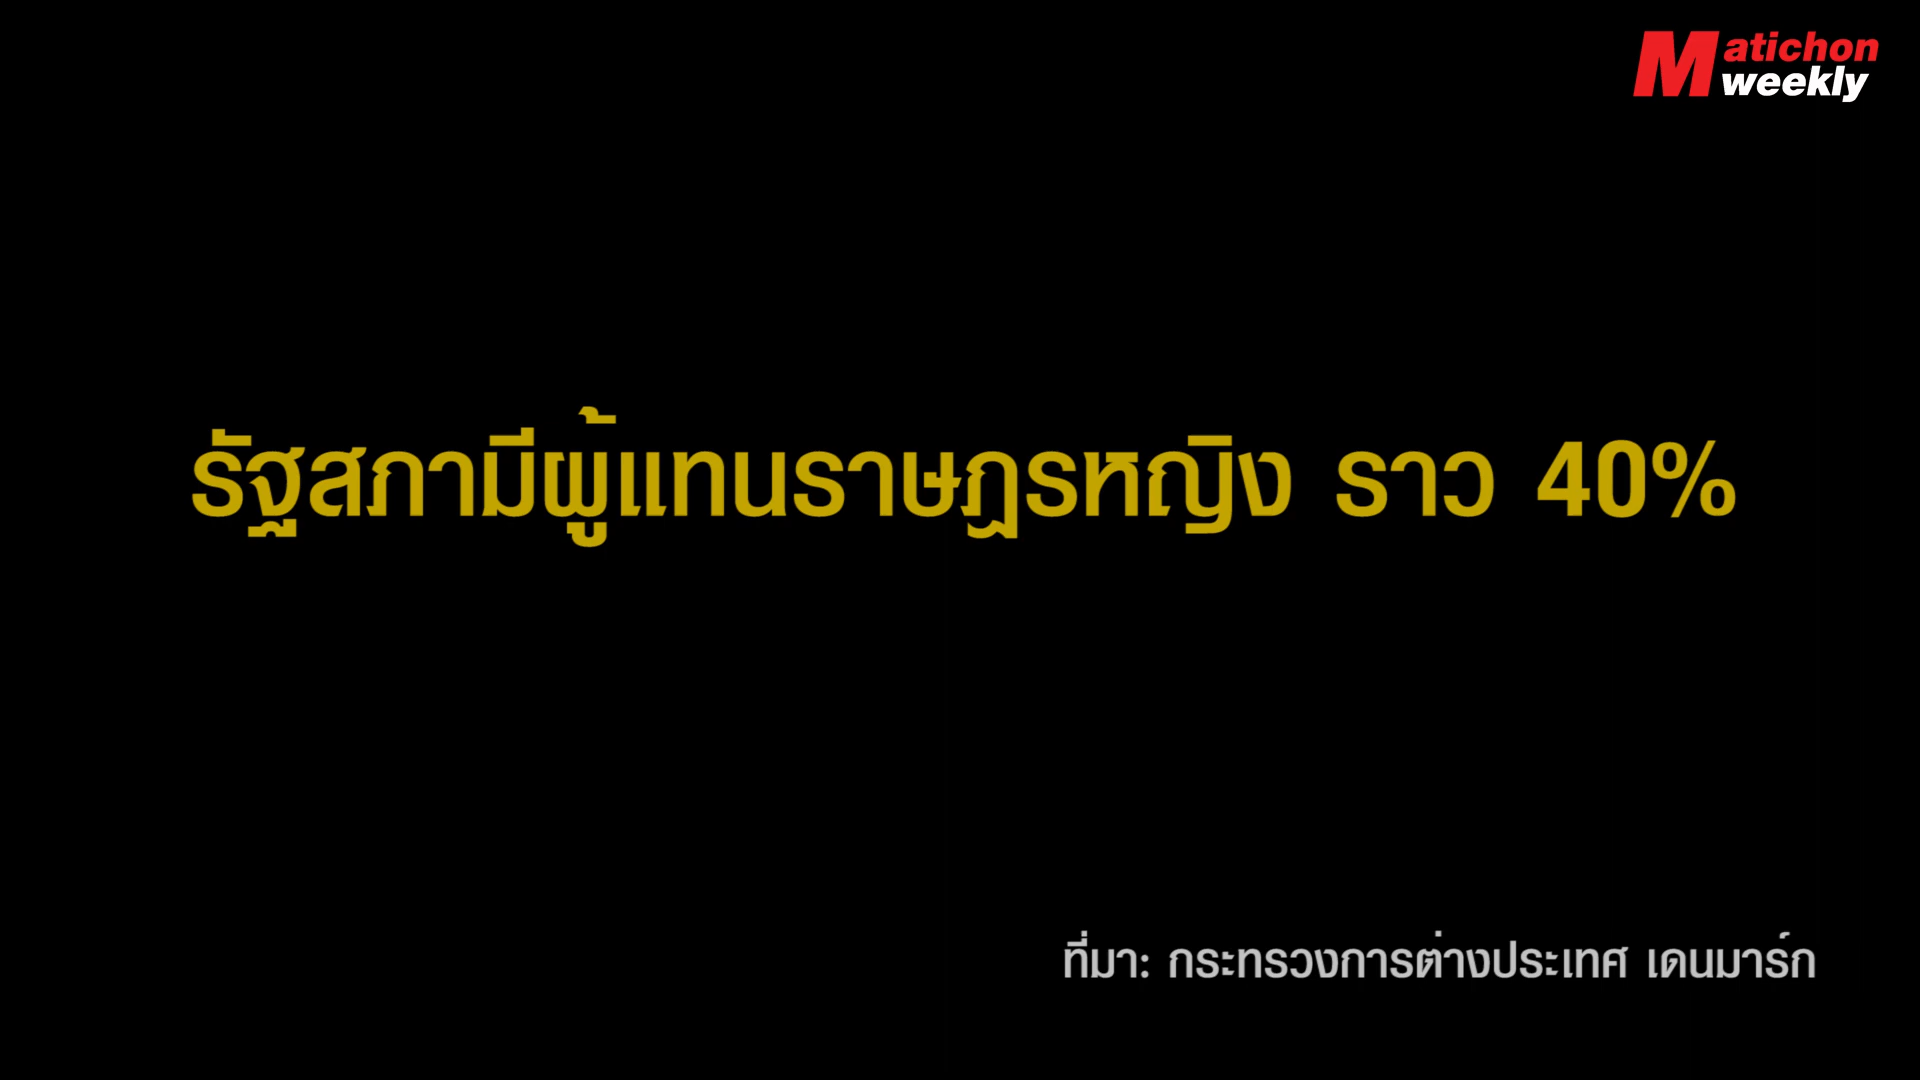 Matichon
weekly
รัฐสภามีผู้แทนราษฎรหญิง ราว 40%
ที่มา: กระทรวงการต่างประเทศ เดนมาร์ก